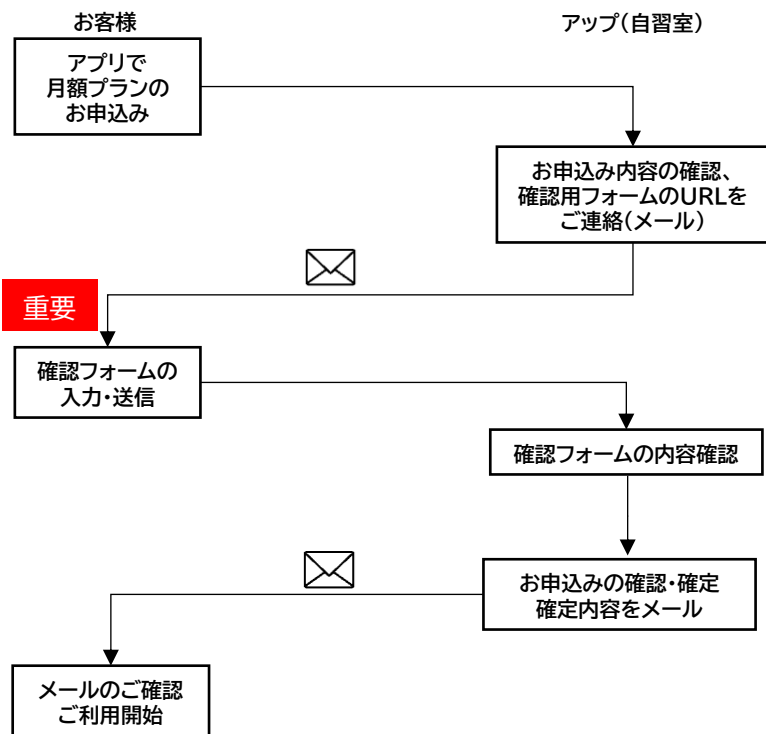 お客様
アップ(自習室)
アプリで
月額プランの
お申込み
お申込み内容の確認、
確認用フォームのURLを
ご連絡(メール)
重要
確認フォームの
入力・送信
確認フォームの内容確認
お申込みの確認・確定
確定内容をメール
メールのご確認
ご利用開始